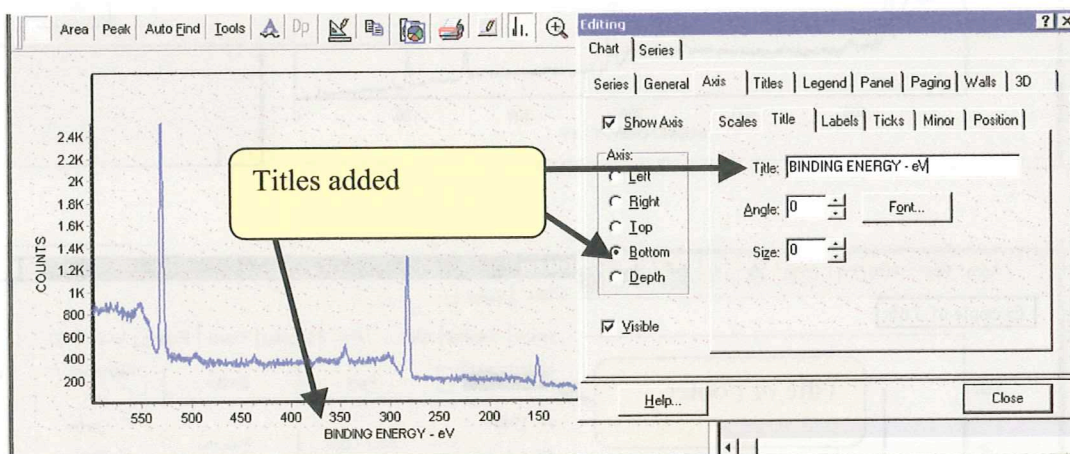 Area Peak Auto Find Tools Dp
Editing
Chart Series
Series General Axis Titles Legend Panel Paging Walls 3D
Show Axis
Scales Title Labels Ticks Minor Position
Axis:
Left
Right
Top
Bottom
Depth
Visible
Title: BINDING ENERGY - eV
Angle: 0
Font...
Size: 0
Help...
Close
Titles added
COUNTS
2.4K
2.2K
2K
1.8K
1.6K
1.4K
1.2K
1K
800
600
400
200
550 500 450 400 350 300 250 200 150
BINDING ENERGY - eV